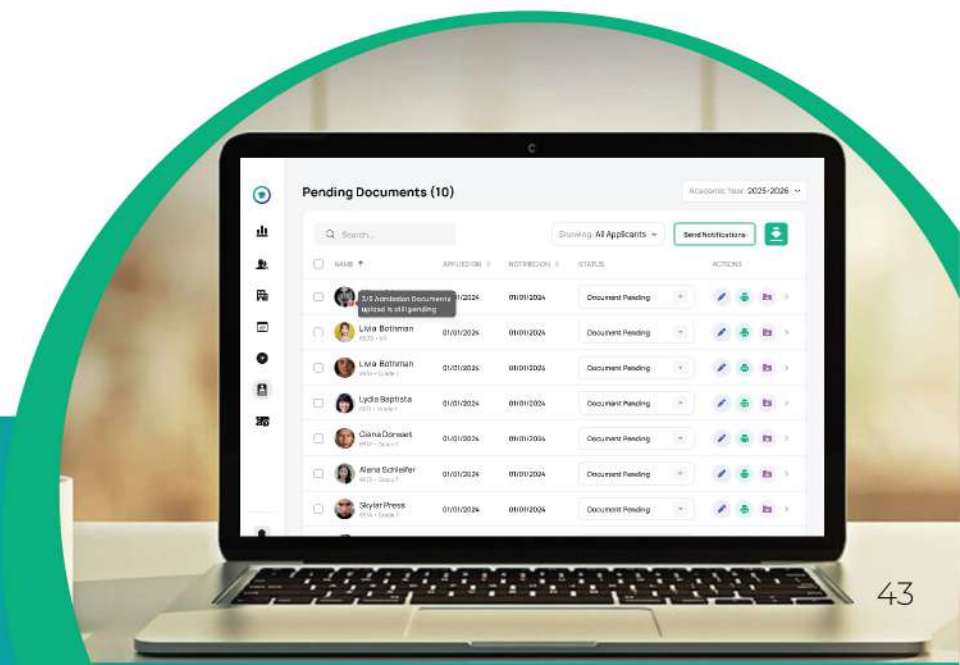 Pending Documents (10)
Academic Year: 2025-2026
Search...
Showing: All Applicants
Send Notifications
NAME
APPLIED ON
NOTIFIED ON
STATUS
ACTIONS
3/5 Admission Documents
upload is still pending
1/2024
01/01/2024
Document Pending
Livia Bothman
01/01/2024
01/01/2024
Document Pending
Livia Bothman
01/01/2024
01/01/2024
Document Pending
Lydia Baptista
01/01/2024
01/01/2024
Document Pending
Ciana Dorwart
01/01/2024
01/01/2024
Document Pending
Alena Schleifer
01/01/2024
01/01/2024
Document Pending
Skylar Press
01/01/2024
01/01/2024
Document Pending
43